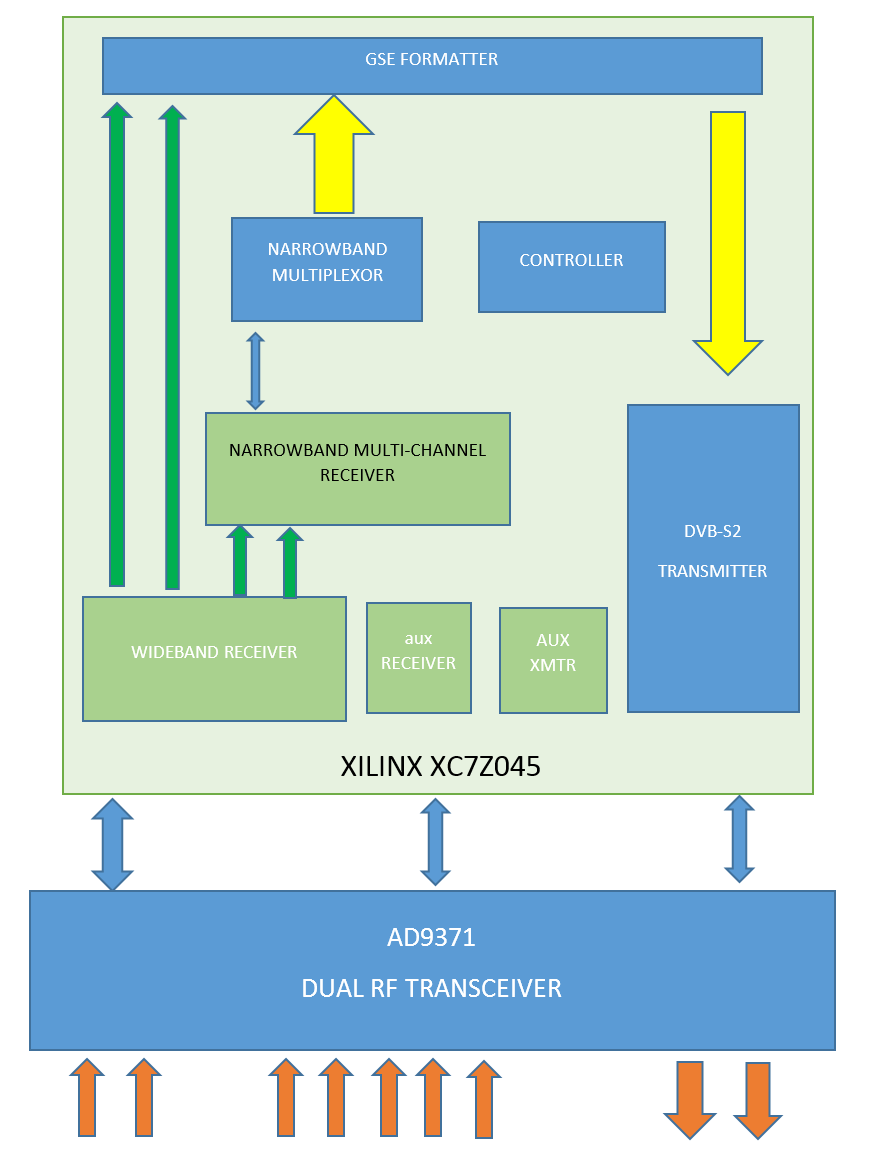 GSE FORMATTER
NARROWBAND
MULTIPLEXOR
CONTROLLER
NARROWBAND MULTI-CHANNEL
RECEIVER
DVB-S2
TRANSMITTER
WIDEBAND RECEIVER
aux
RECEIVER
AUX
XMTR
XILINX XC7Z045
AD9371
DUAL RF TRANSCEIVER